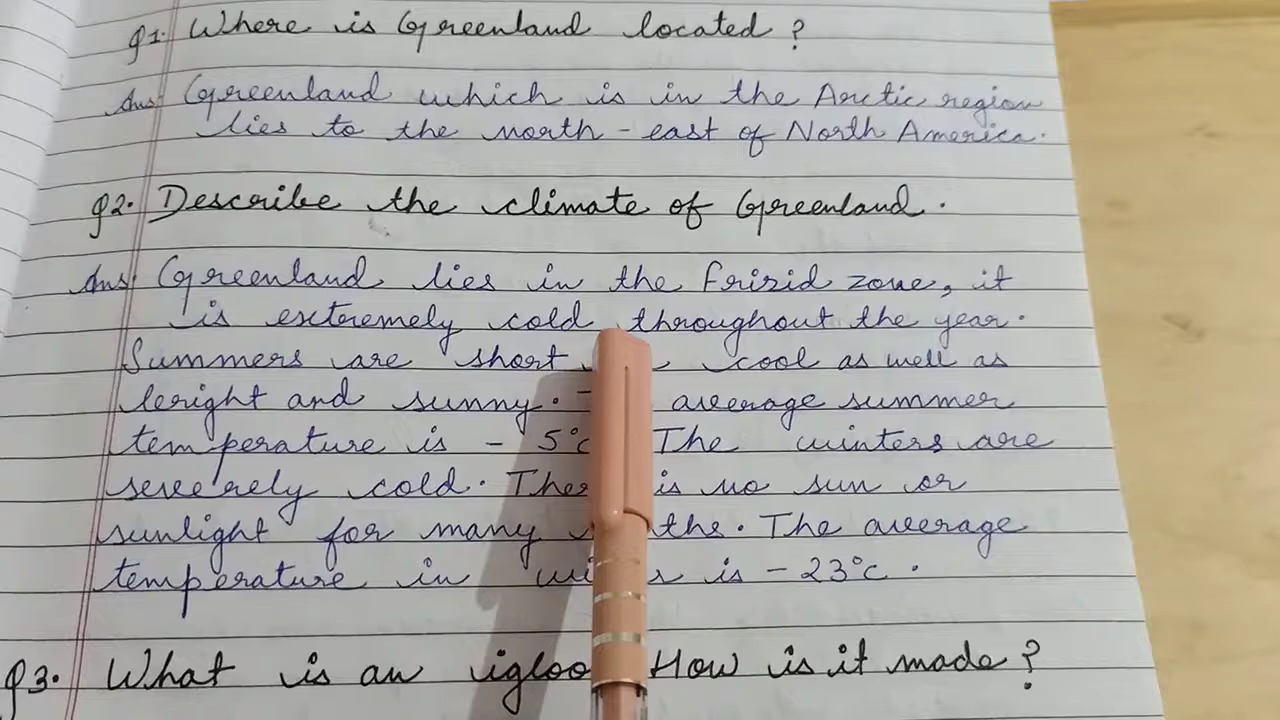 Q1. Where is Greenland located?
Ans: Greenland which is in the Arctic region
lies to the north-east of North America.
Q2. Describe the climate of Greenland.
Ans: Greenland lies in the Frisid zone, it
is extremely cold throughout the year.
Summers are short cool as well as
bright and sunny. average summer
temperature is - 5°c The winters are
severely cold. is no sun or
sunlight for many The average
temperature in is - 23°c.
Q3. What is an igloo How is it made?